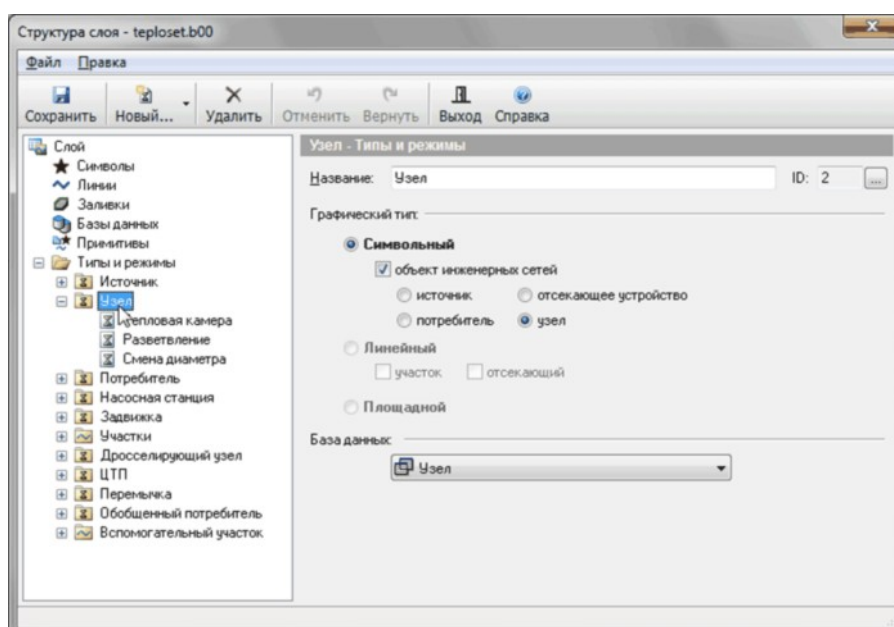 Структура слоя - teploset.b00
Файл Правка
Сохранить Новый... Удалить Отменить Вернуть Выход Справка
Слой
Символы
Линии
Заливки
Базы данных
Примитивы
Типы и режимы
Источник
Узел
Тепловая камера
Разветвление
Смена диаметра
Потребитель
Насосная станция
Задвижка
Участки
Дросселирующий узел
ЦТП
Перемычка
Обобщенный потребитель
Вспомогательный участок
Узел - Типы и режимы
Название: Узел ID: 2 ...
Графический тип:
Символьный
объект инженерных сетей
источник отсекающее устройство
потребитель узел
Линейный
участок отсекающий
Площадной
База данных:
Узел